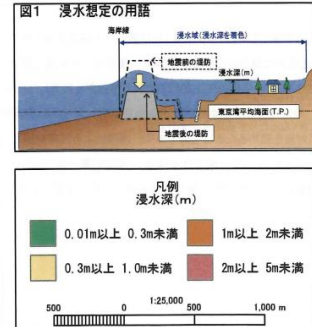 図1 浸水想定の用語
海岸線
浸水域(浸水深を着色)
地震前の堤防
浸水深(m)
東京湾平均海面(T.P.)
地震後の堤防
凡例
浸水深(m)
0.01m以上 0.3m未満
1m以上 2m未満
0.3m以上 1.0m未満
2m以上 5m未満
1:25,000
500 0 500 1,000 m